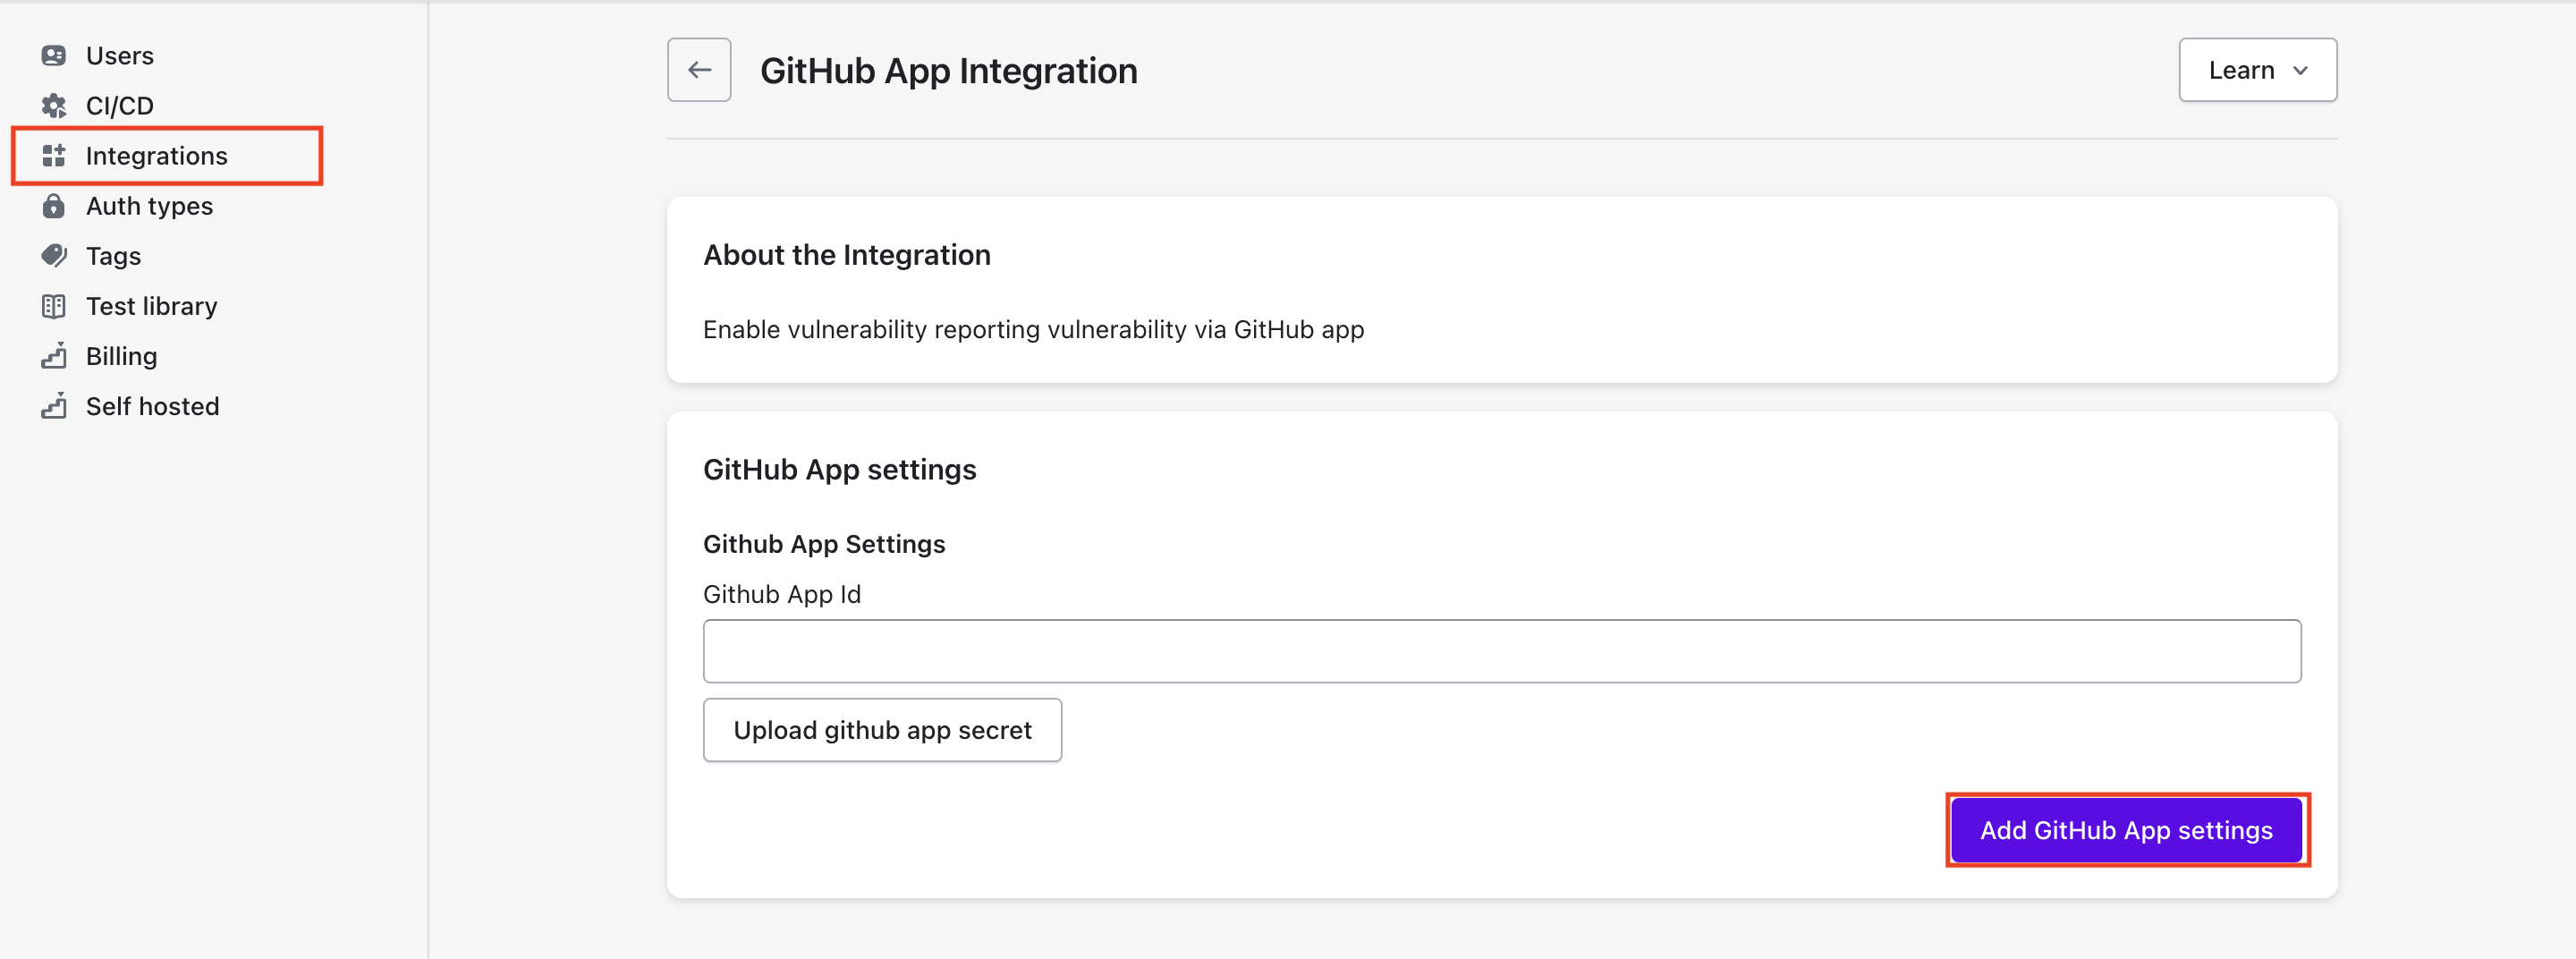 Users
CI/CD
Integrations
Auth types
Tags
Test library
Billing
Self hosted
GitHub App Integration
Learn
About the Integration
Enable vulnerability reporting vulnerability via GitHub app
GitHub App settings
Github App Settings
Github App Id
Upload github app secret
Add GitHub App settings